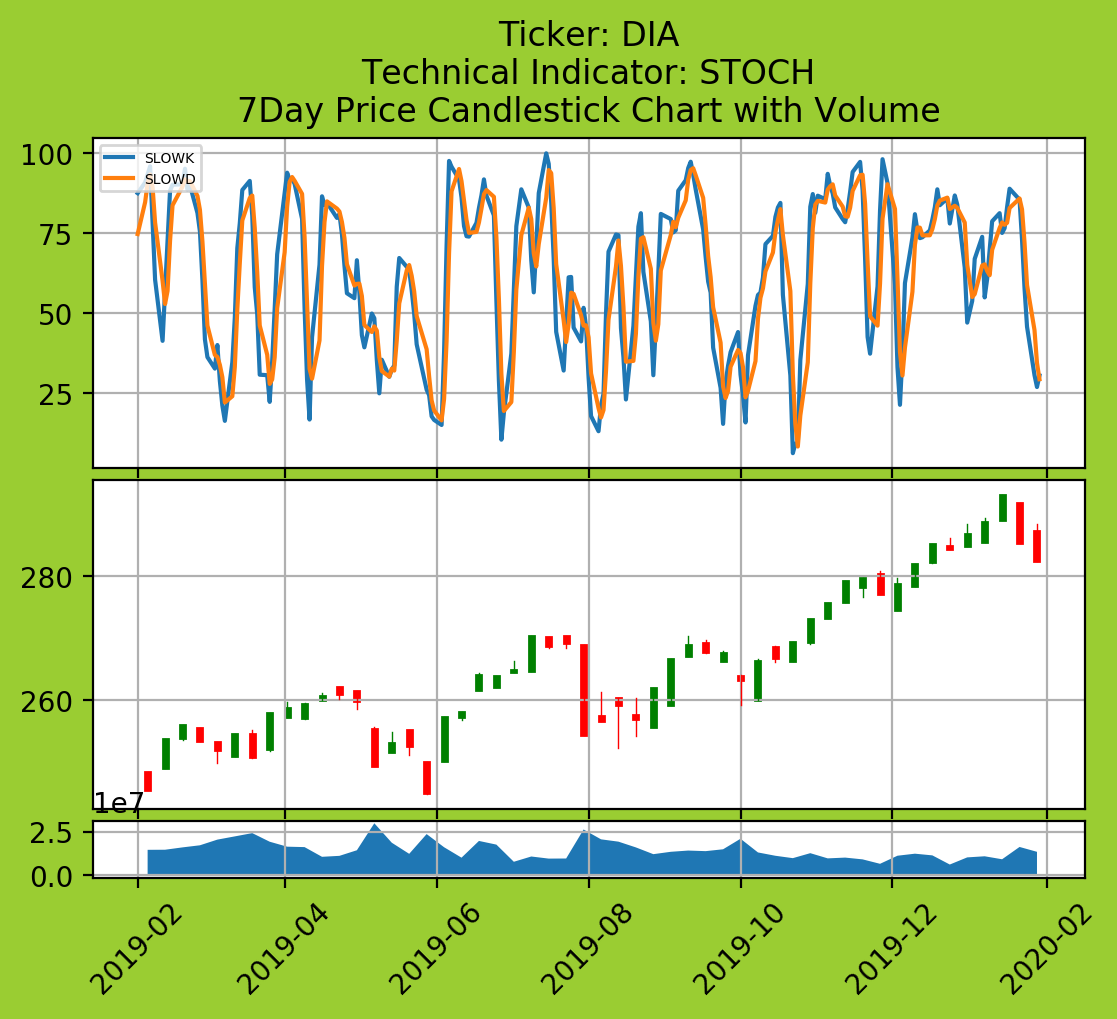 Ticker: DIA
Technical Indicator: STOCH
7Day Price Candlestick Chart with Volume
100
75
50
25
SLOWK
SLOWD
280
260
1e7
2.5
0.0
2019-02
2019-04
2019-06
2019-08
2019-10
2019-12
2020-02